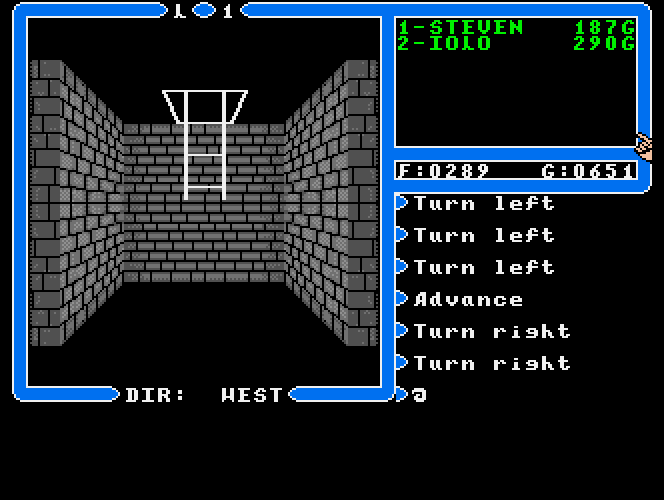 L 1
1-STEVEN 187G
2-IOLO 290G
F:0289 G:0651
Turn left
Turn left
Turn left
Advance
Turn right
Turn right
DIR: WEST